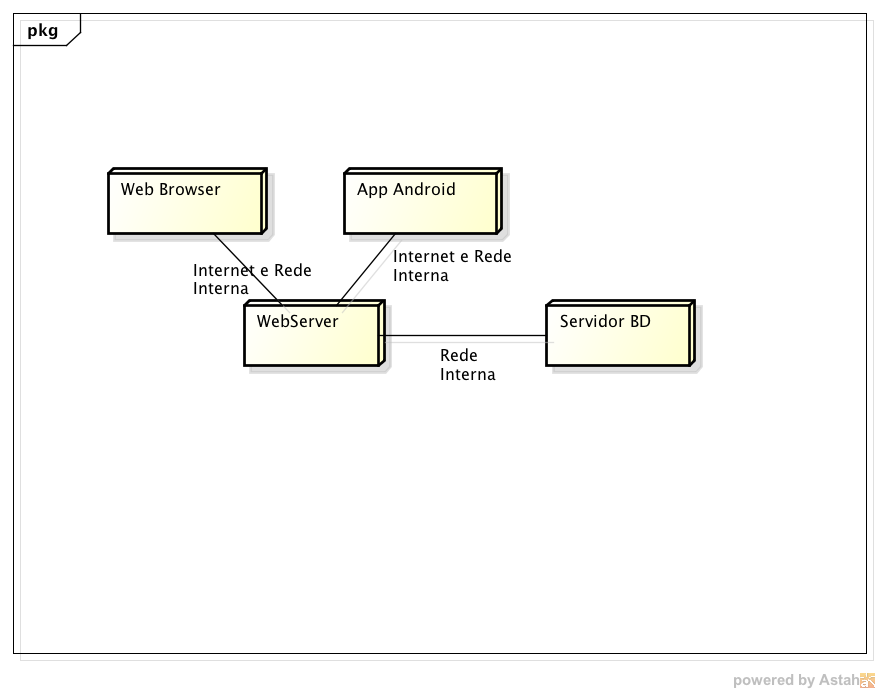 pkg
Web Browser
App Android
Internet e Rede
Interna
Internet e Rede
Interna
WebServer
Servidor BD
Rede
Interna
powered by Astah